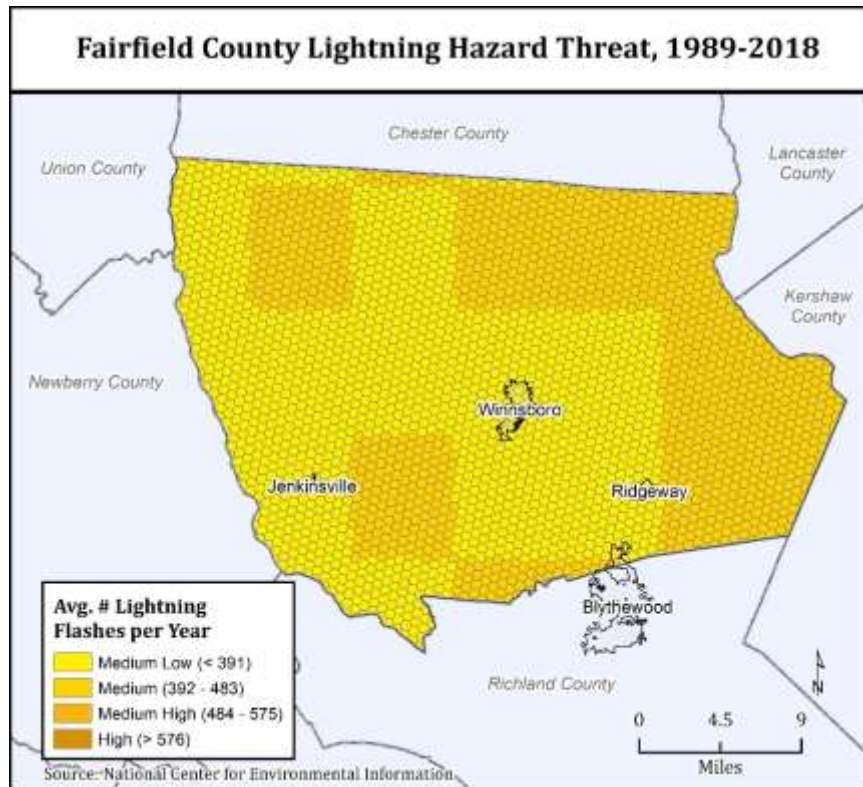 Fairfield County Lightning Hazard Threat, 1989-2018
Chester County
Union County
Lancaster
County
Kershaw
County
Newberry County
Winnsboro
Jenkinsville
Ridgeway
Blythewood
Richland County
Avg. # Lightning
Flashes per Year
Medium Low (< 391)
Medium (392 - 483)
Medium High (484 - 575)
High (> 576)
N
0 4.5 9
Miles
Source: National Center for Environmental Information